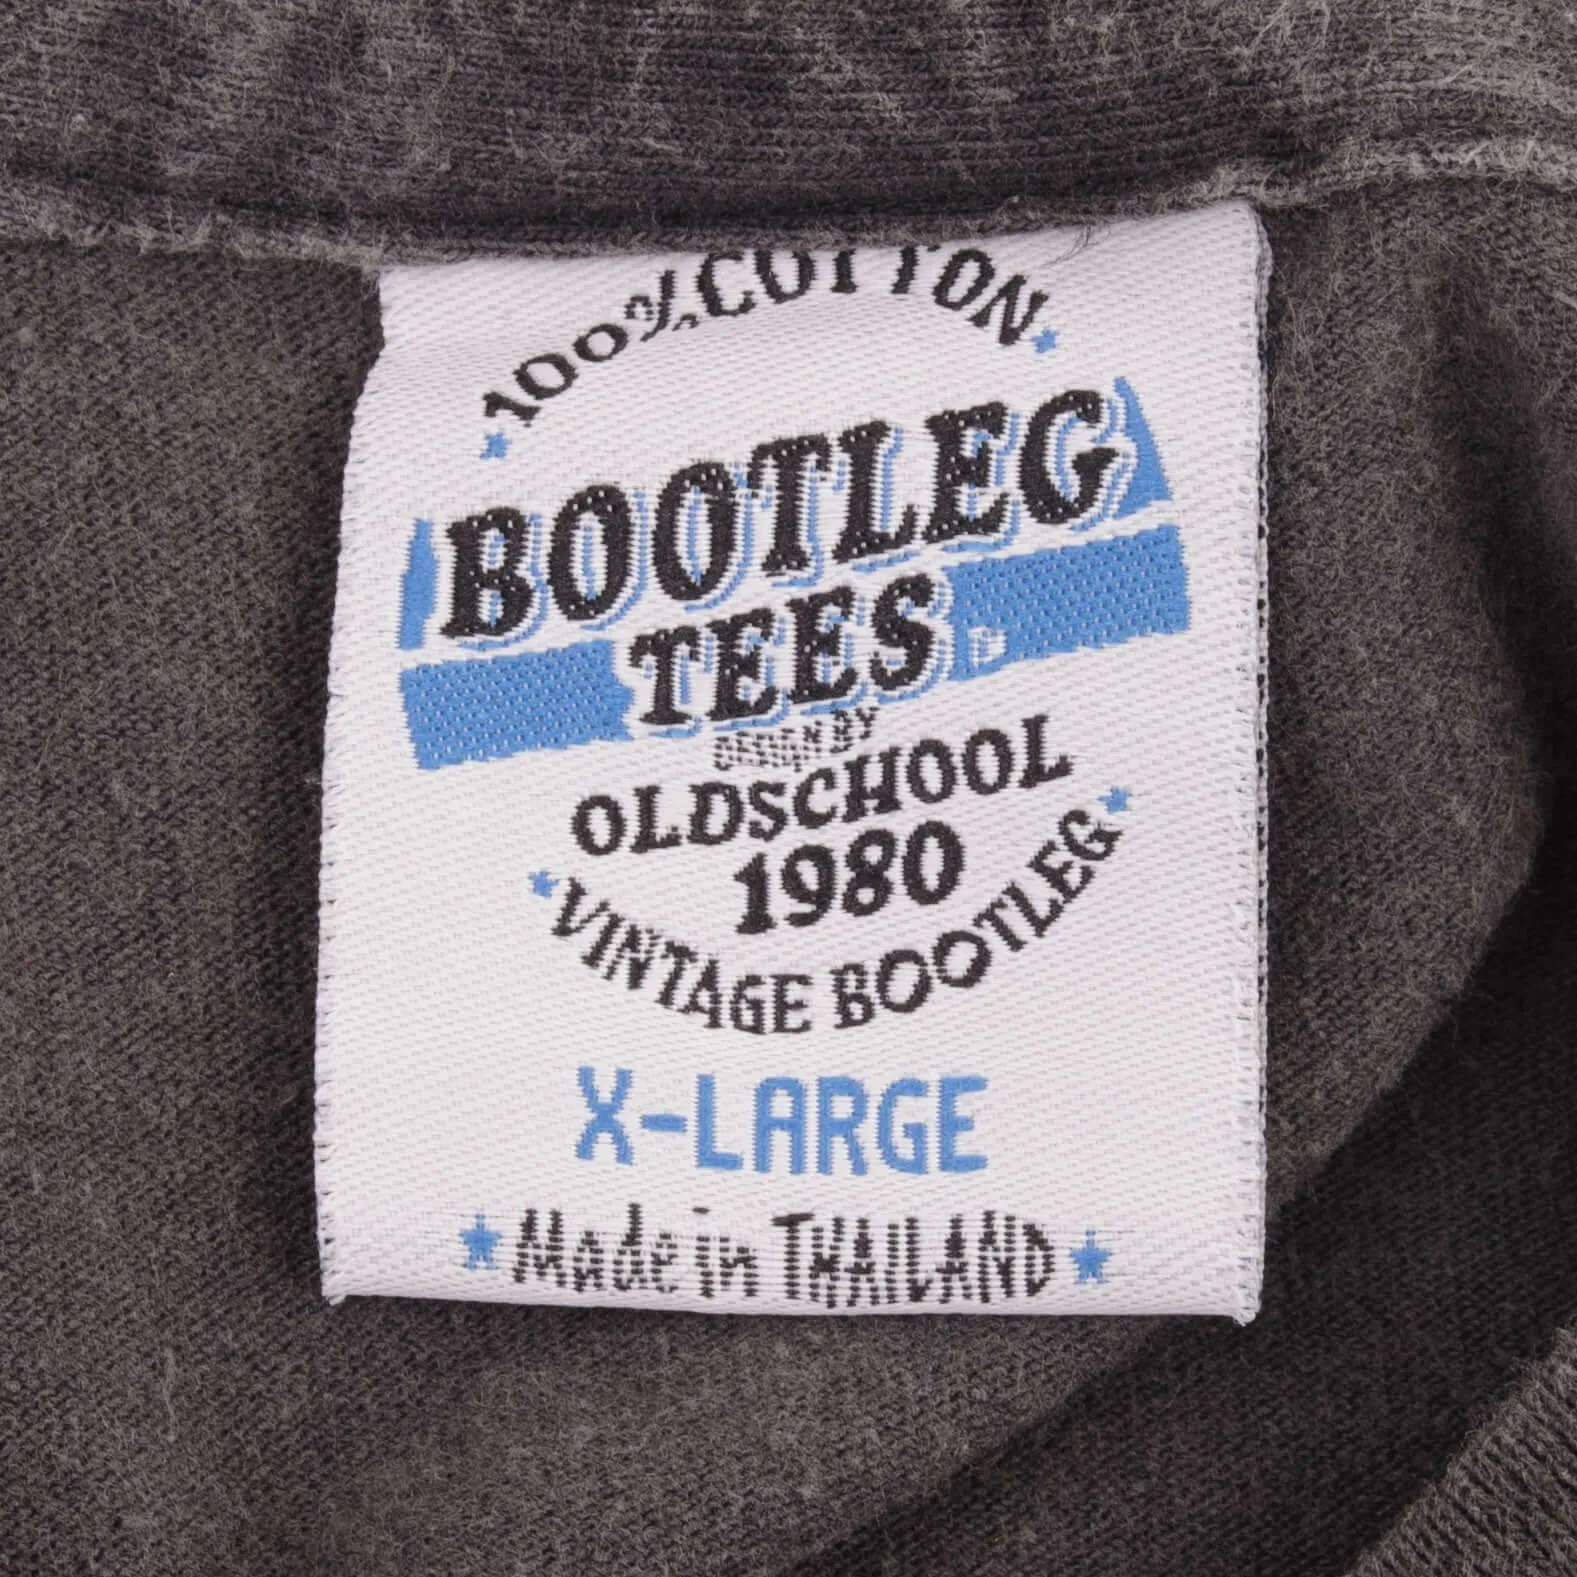 100% COTTON
BOOTLEG
TEES
DESIGN BY
OLDSCHOOL
1980
VINTAGE BOOTLEG
X-LARGE
Made in THAILAND